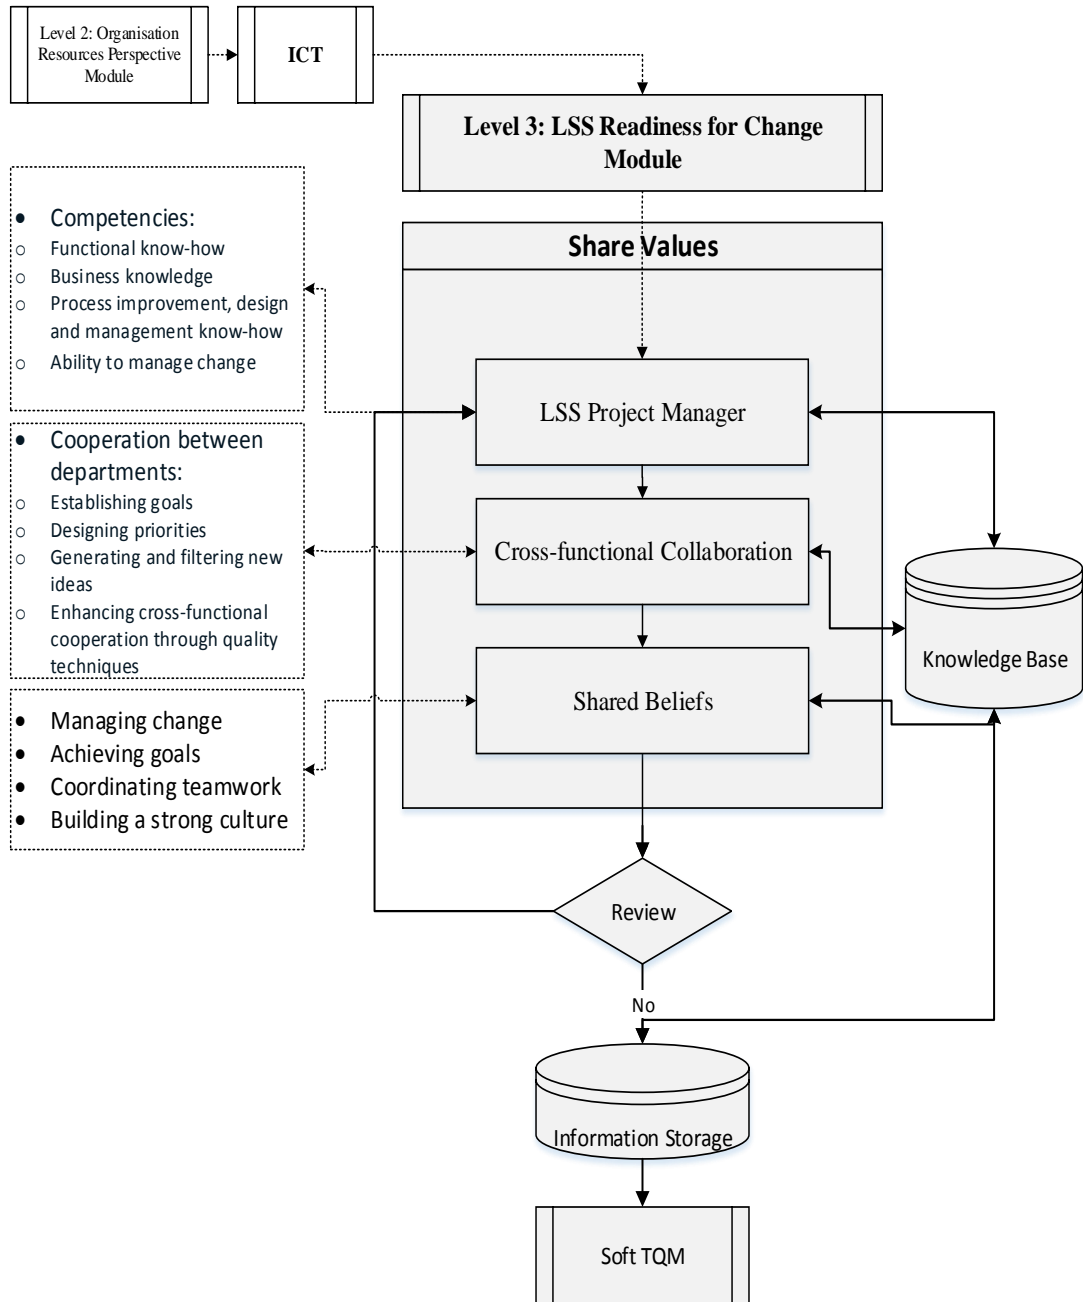 Level 2: Organisation
Resources Perspective
Module
ICT
Level 3: LSS Readiness for Change
Module
Share Values
• Competencies:
o Functional know-how
o Business knowledge
o Process improvement, design
and management know-how
o Ability to manage change
LSS Project Manager
• Cooperation between
departments:
o Establishing goals
o Designing priorities
o Generating and filtering new
ideas
o Enhancing cross-functional
cooperation through quality
techniques
Cross-functional Collaboration
Knowledge Base
Shared Beliefs
• Managing change
• Achieving goals
• Coordinating teamwork
• Building a strong culture
Review
No
Information Storage
Soft TQM